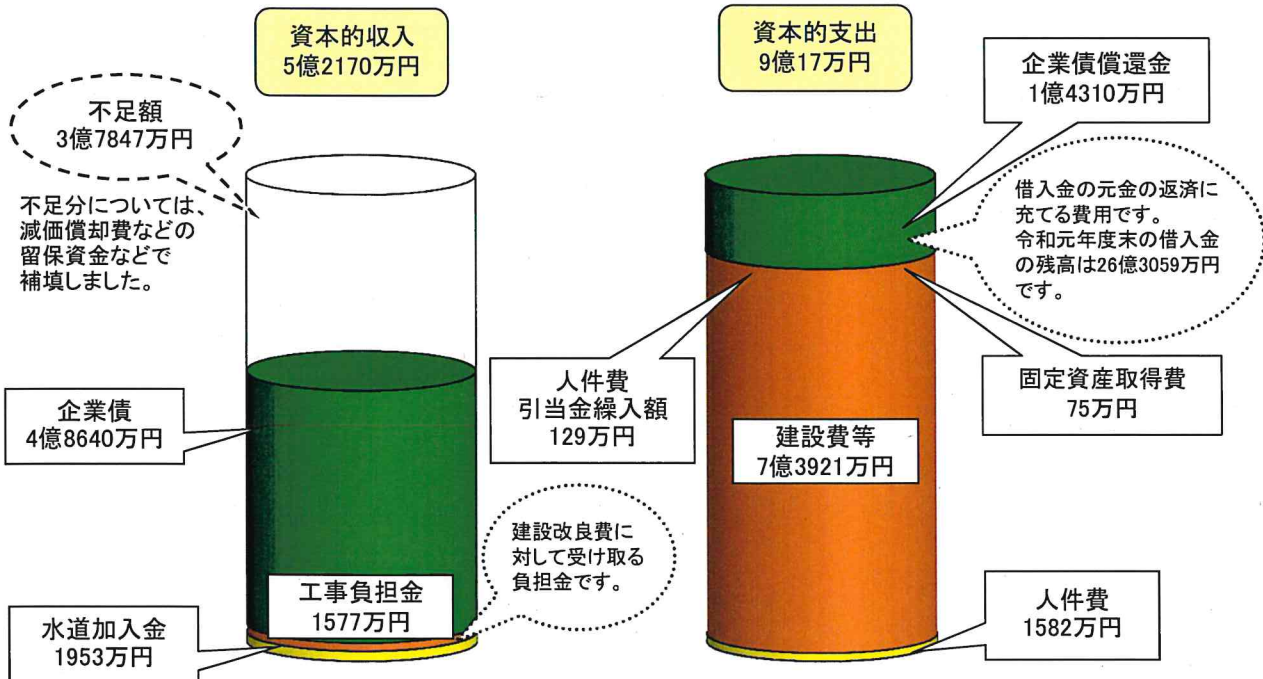 資本的収入
5億2170万円
不足額
3億7847万円
不足分については、
減価償却費などの
留保資金などで
補填しました。
企業債
4億8640万円
工事負担金
1577万円
建設改良費に
対して受け取る
負担金です。
水道加入金
1953万円
資本的支出
9億17万円
企業債償還金
1億4310万円
借入金の元金の返済に
充てる費用です。
令和元年度末の借入金
の残高は26億3059万円
です。
人件費
引当金繰入額
129万円
固定資産取得費
75万円
建設費等
7億3921万円
人件費
1582万円